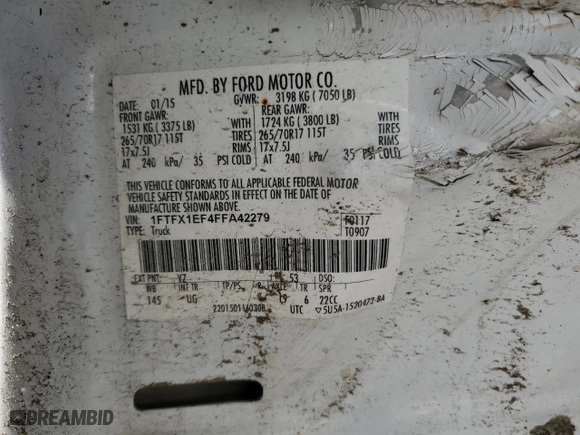 MFD. BY FORD MOTOR CO.
DATE: 01/15 GVWR: 3198 KG ( 7050 LB)
FRONT GAWR: REAR GAWR:
1531 KG ( 3375 LB) WITH 1724 KG ( 3800 LB) WITH
265/70R17 115T TIRES 265/70R17 115T TIRES
17x7.5J RIMS 17x7.5J RIMS
AT 240 kPa/ 35 PSI COLD AT 240 kPa/ 35 PSI COLD
THIS VEHICLE CONFORMS TO ALL APPLICABLE FEDERAL MOTOR
VEHICLE SAFETY STANDARDS IN EFFECT ON THE DATE OF
MANUFACTURE SHOWN ABOVE.
VIN: 1FTFX1EF4FFA42279 F0117
TYPE: Truck T0907
EXT PNT: YZ 53 DSO:
WB INT TR TP/PS R AXLE TR SPR
145 UG L9 6 22CC
UTC ▽5U5A-1520472-BA
DREAMBID